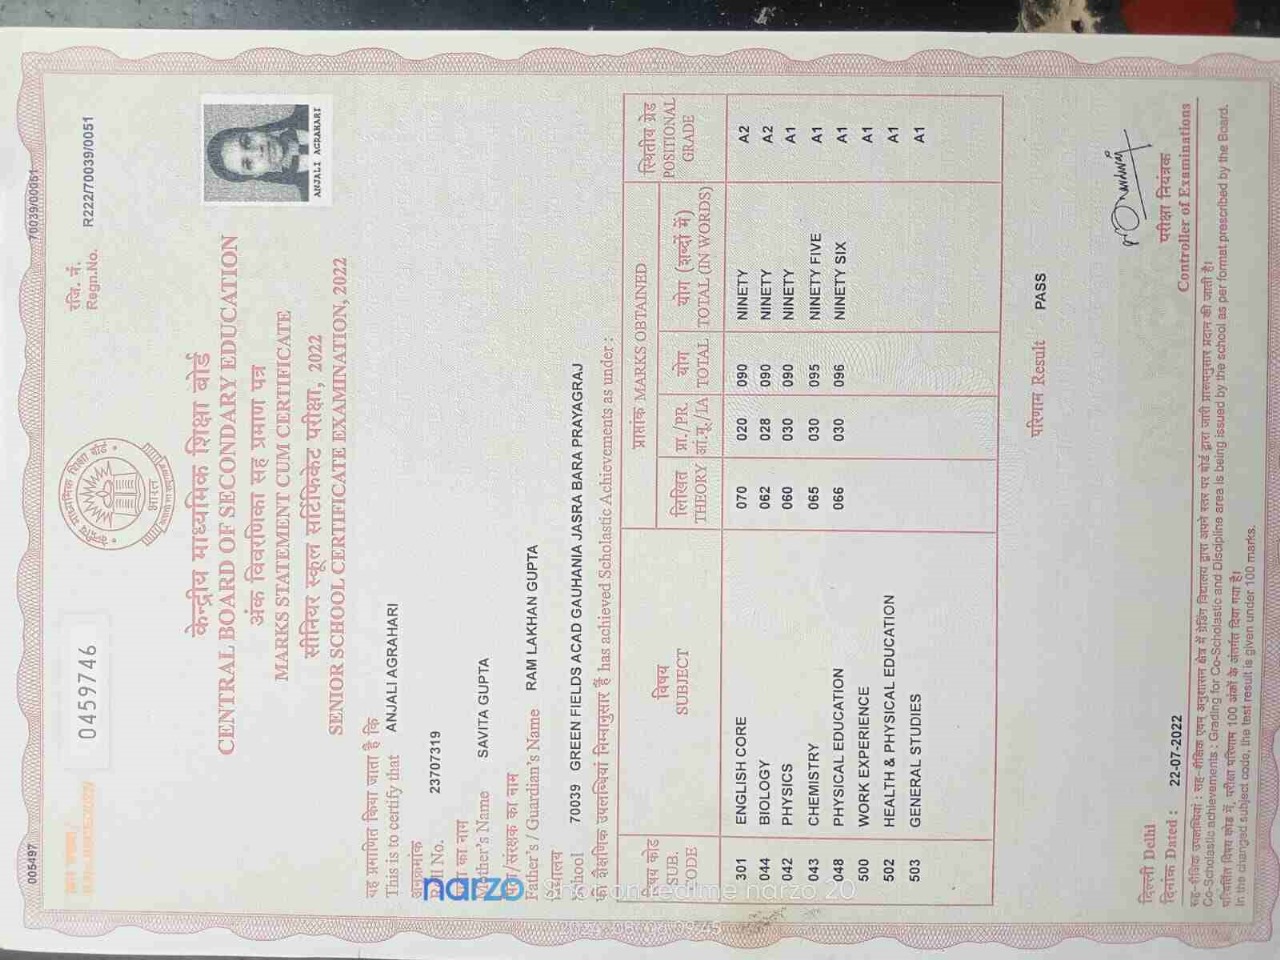 005497
70039/00051
0459746
रजि. नं.
Regn.No. R222/70039/0051
ANJALI AGRAHARI
केन्द्रीय माध्यमिक शिक्षा बोर्ड
भारत
केन्द्रीय माध्यमिक शिक्षा बोर्ड
CENTRAL BOARD OF SECONDARY EDUCATION
अंक विवरणिका सह प्रमाण पत्र
MARKS STATEMENT CUM CERTIFICATE
सीनियर स्कूल सर्टिफिकेट परीक्षा, 2022
SENIOR SCHOOL CERTIFICATE EXAMINATION, 2022
यह प्रमाणित किया जाता है कि
This is to certify that ANJALI AGRAHARI
अनुक्रमांक
Roll No. 23707319
का नाम
Mother's Name SAVITA GUPTA
पिता/संरक्षक का नाम
Father's / Guardian's Name RAM LAKHAN GUPTA
विद्यालय
School 70039 GREEN FIELDS ACAD GAUHANIA JASRA BARA PRAYAGRAJ
की शैक्षणिक उपलब्धियां निम्नानुसार हैं has achieved Scholastic Achievements as under :
विषय कोड SUB. CODE विषय SUBJECT प्राप्तांक MARKS OBTAINED स्थितीय ग्रेड POSITIONAL GRADE
लिखित THEORY प्रा./PR. आं.मू./IA योग TOTAL योग (शब्दों में) TOTAL (IN WORDS)
301 ENGLISH CORE 070 020 090 NINETY A2
044 BIOLOGY 062 028 090 NINETY A2
042 PHYSICS 060 030 090 NINETY A1
043 CHEMISTRY 065 030 095 NINETY FIVE A1
048 PHYSICAL EDUCATION 066 030 096 NINETY SIX A1
500 WORK EXPERIENCE A1
502 HEALTH & PHYSICAL EDUCATION A1
503 GENERAL STUDIES A1
परिणाम Result PASS
दिल्ली Delhi
दिनांक Dated : 22-07-2022
परीक्षा नियंत्रक
Controller of Examinations
सह-शैक्षिक उपलब्धियां : सह-शैक्षिक एवम् अनुशासन क्षेत्र में ग्रेडिंग विद्यालय द्वारा अपने स्तर पर बोर्ड द्वारा जारी प्रारूपानुसार प्रदान की जाती है।
Co-Scholastic achievements : Grading for Co-Scholastic and Discipline area is being issued by the school as per format prescribed by the Board.
परिवर्तित विषय कोड में, परीक्षा परिणाम 100 अंकों के अंतर्गत दिया गया है।
In the changed subject code, the test result is given under 100 marks.
narzo
Shot on realme narzo 20